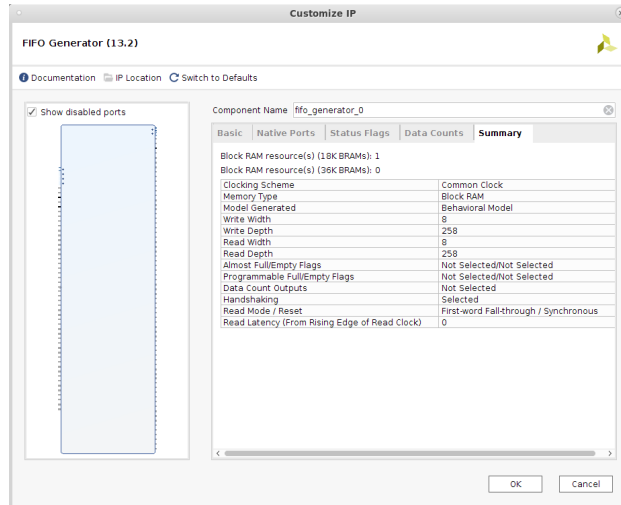 Customize IP
FIFO Generator (13.2)
Documentation IP Location Switch to Defaults
Show disabled ports
Component Name fifo_generator_0
Basic Native Ports Status Flags Data Counts Summary
Block RAM resource(s) (18K BRAMs): 1
Block RAM resource(s) (36K BRAMs): 0
Clocking Scheme Common Clock
Memory Type Block RAM
Model Generated Behavioral Model
Write Width 8
Write Depth 258
Read Width 8
Read Depth 258
Almost Full/Empty Flags Not Selected/Not Selected
Programmable Full/Empty Flags Not Selected/Not Selected
Data Count Outputs Not Selected
Handshaking Selected
Read Mode / Reset First-word Fall-through / Synchronous
Read Latency (From Rising Edge of Read Clock) 0
OK Cancel